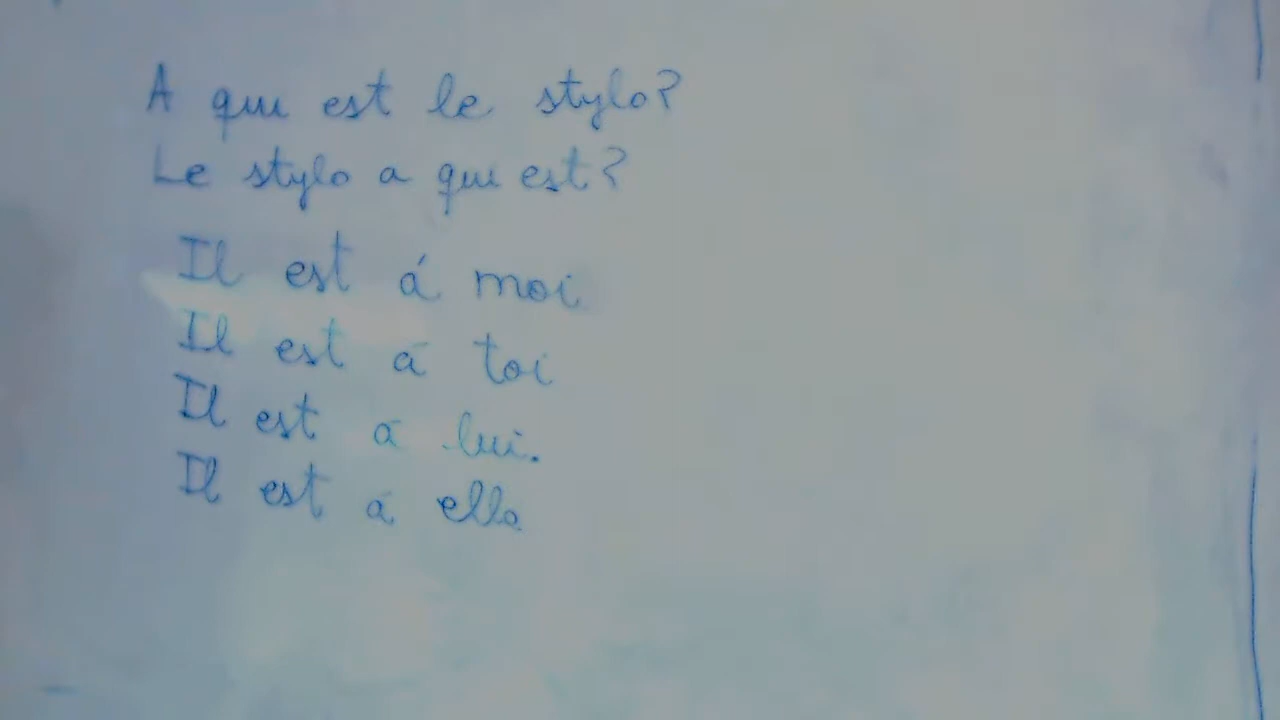 A qui est le stylo?
Le stylo a qui est?
Il est á moi
Il est á toi
Il est á lui.
Il est á elle